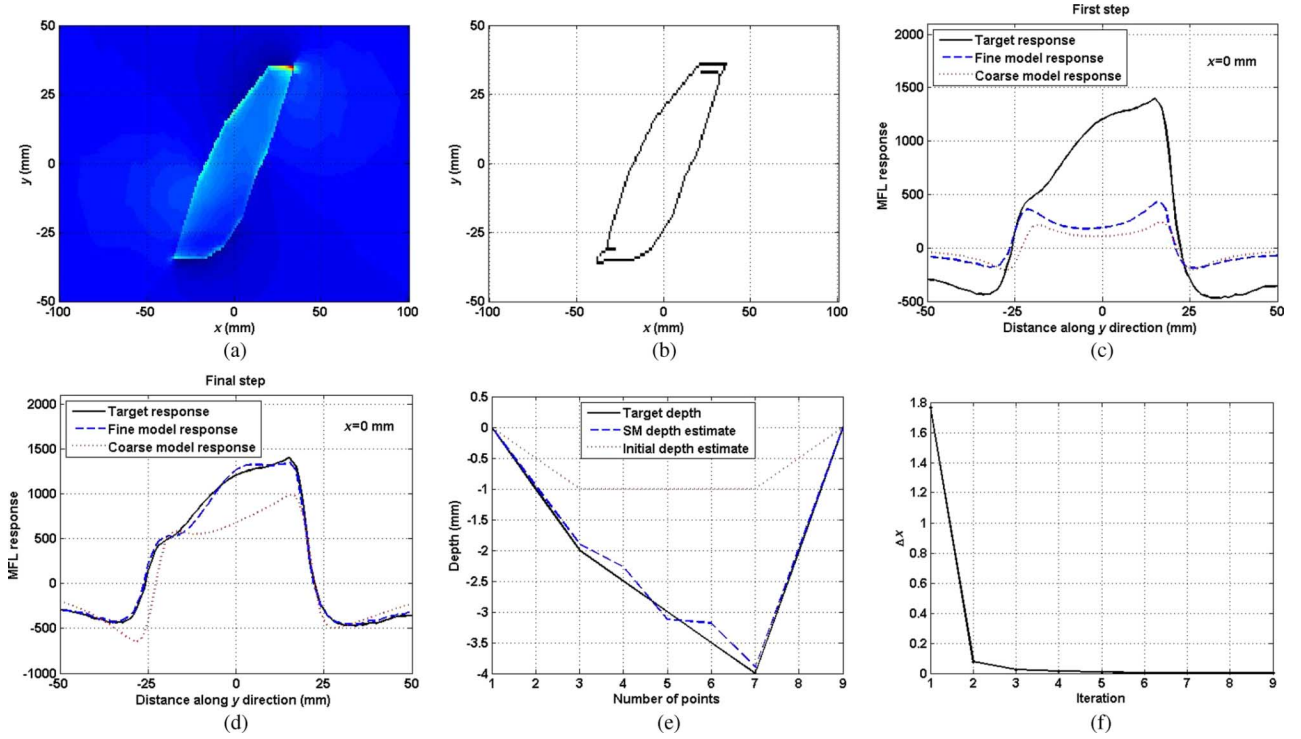 50
25
0
-25
-50
-100
-50
0
50
100
y (mm)
x (mm)
(a)
50
25
0
-25
-50
-100
-50
0
50
100
y (mm)
x (mm)
(b)
First step
Target response
Fine model response
Coarse model response
x=0 mm
2000
1500
1000
500
0
-500
-50
-25
0
25
50
MFL response
Distance along y direction (mm)
(c)
Final step
Target response
Fine model response
Coarse model response
x=0 mm
2000
1500
1000
500
0
-500
-1000
-50
-25
0
25
50
MFL response
Distance along y direction (mm)
(d)
Target depth
SM depth estimate
Initial depth estimate
0.5
0
-0.5
-1
-1.5
-2
-2.5
-3
-3.5
-4
1
2
3
4
5
6
7
8
9
Depth (mm)
Number of points
(e)
1.8
1.6
1.4
1.2
1
0.8
0.6
0.4
0.2
0
1
2
3
4
5
6
7
8
9
Δx
Iteration
(f)